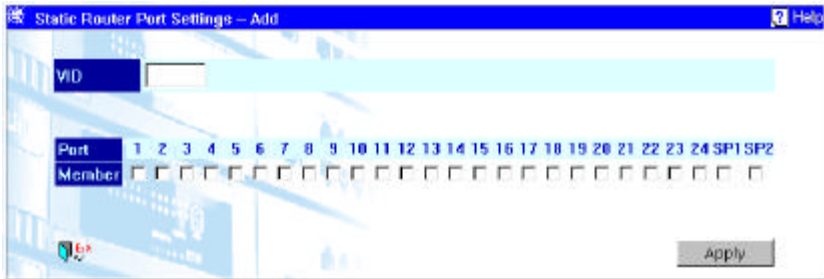 Static Router Port Settings – Add
? Help
VID
Port 1 2 3 4 5 6 7 8 9 10 11 12 13 14 15 16 17 18 19 20 21 22 23 24 SP1 SP2
Member
Exit
Apply